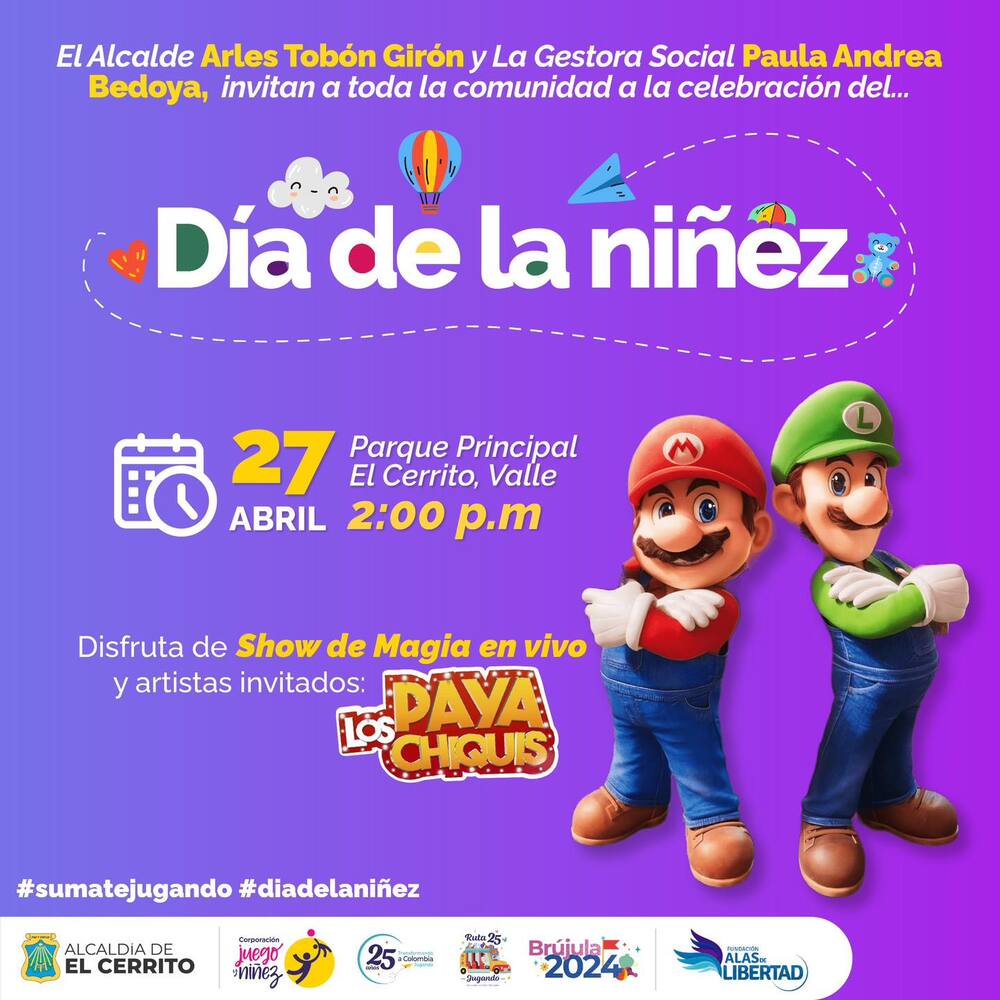 El Alcalde Arles Tobón Girón y La Gestora Social Paula Andrea
Bedoya, invitan a toda la comunidad a la celebración del...
Día de la niñez
27
ABRIL
Parque Principal
El Cerrito, Valle
2:00 p.m
M
L
Disfruta de Show de Magia en vivo
y artistas invitados:
LOS PAYA
CHIQUIS
#sumatejugando #diadelaniñez
ALCALDÍA DE
EL CERRITO
Corporación
juego
y niñez
25
años
Transformando
a Colombia
Jugando
Ruta 25
Jugando
Brújula
2024
FUNDACIÓN
ALAS DE
LIBERTAD